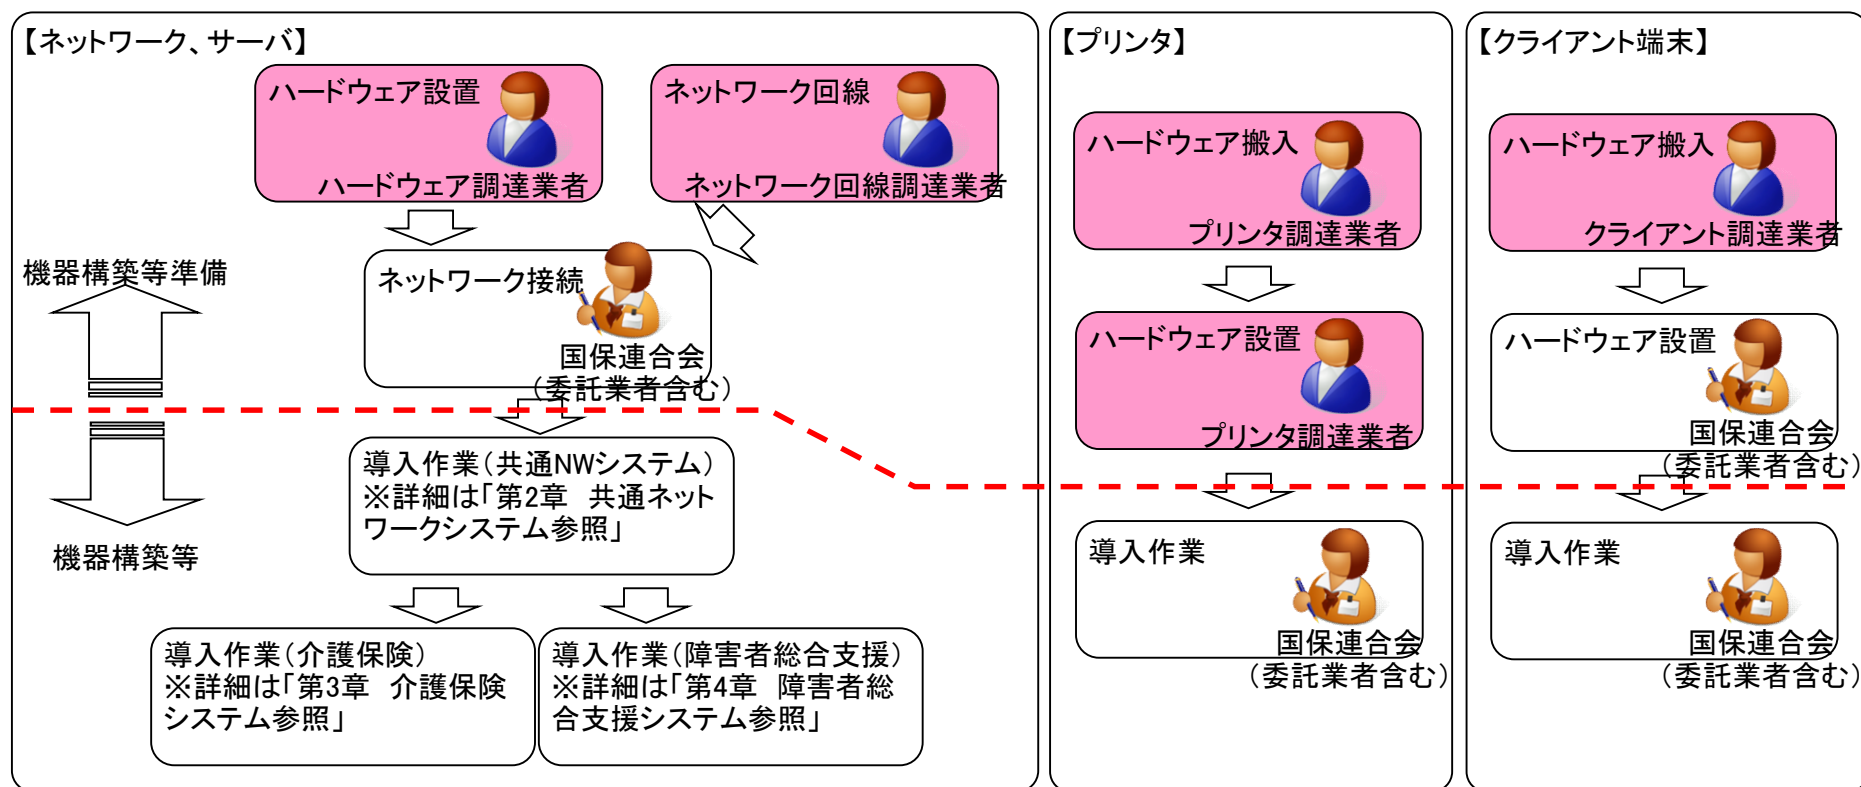 【ネットワーク、サーバ】
ハードウェア設置
ハードウェア調達業者
ネットワーク回線
ネットワーク回線調達業者
機器構築等準備
ネットワーク接続
国保連合会
（委託業者含む）
導入作業（共通NWシステム）
※詳細は「第2章　共通ネット
ワークシステム参照」
機器構築等
導入作業（介護保険）
※詳細は「第3章　介護保険
システム参照」
導入作業（障害者総合支援）
※詳細は「第4章　障害者総
合支援システム参照」
【プリンタ】
ハードウェア搬入
プリンタ調達業者
ハードウェア設置
プリンタ調達業者
導入作業
国保連合会
（委託業者含む）
【クライアント端末】
ハードウェア搬入
クライアント調達業者
ハードウェア設置
国保連合会
（委託業者含む）
導入作業
国保連合会
（委託業者含む）